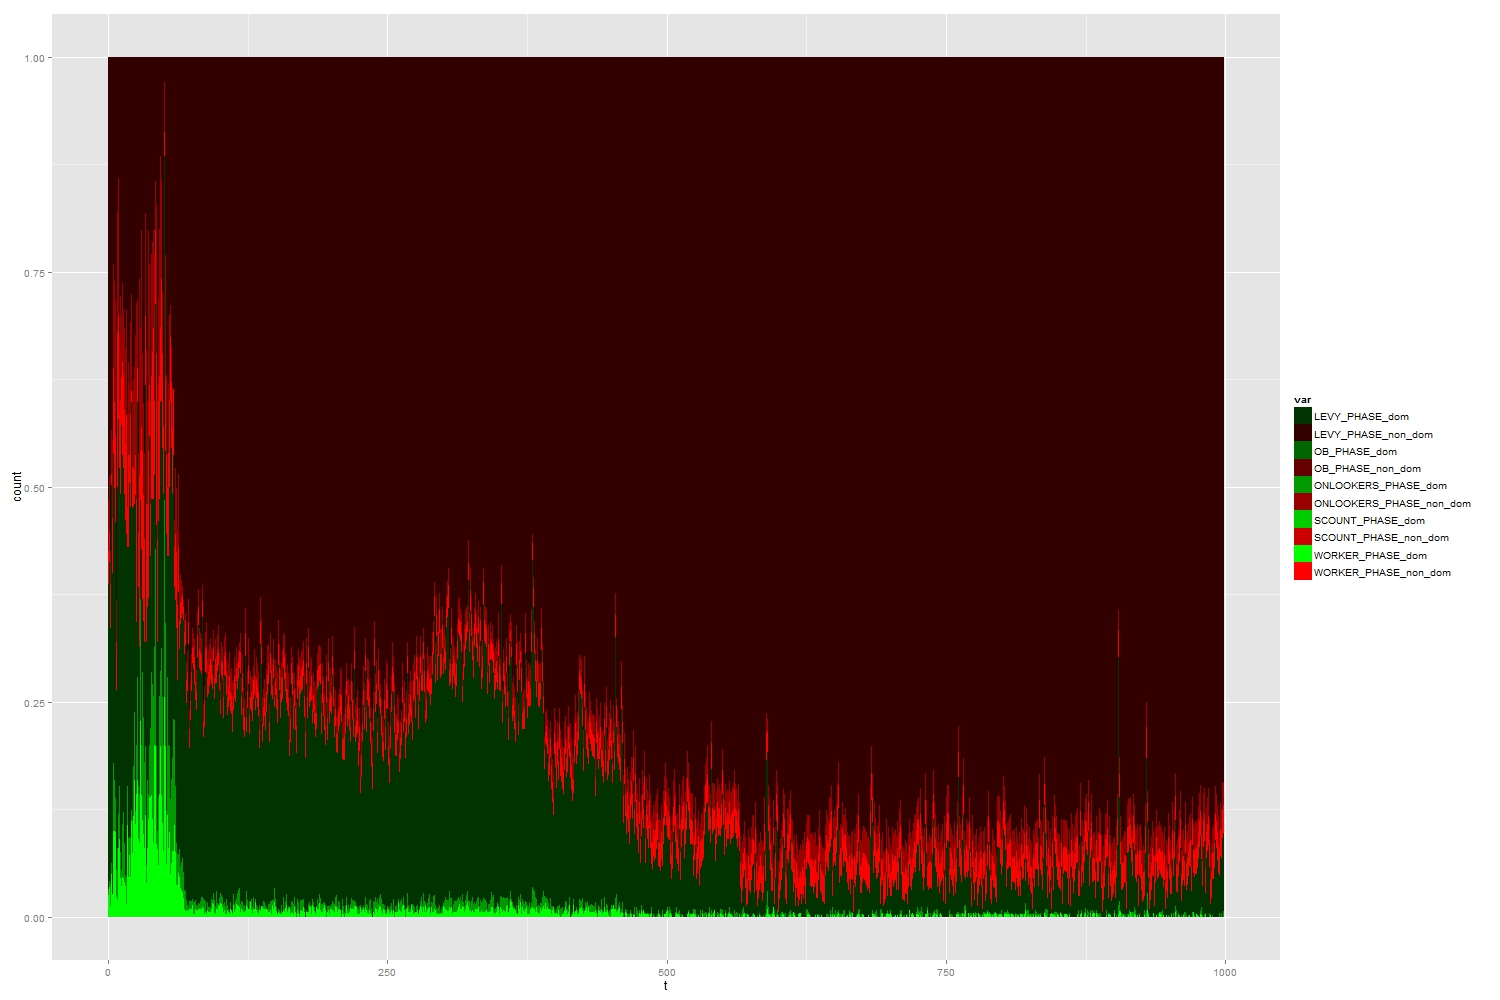 1.00
0.75
0.50
0.25
0.00
count
0
250
500
750
1000
t
var
LEVY_PHASE_dom
LEVY_PHASE_non_dom
OB_PHASE_dom
OB_PHASE_non_dom
ONLOOKERS_PHASE_dom
ONLOOKERS_PHASE_non_dom
SCOUNT_PHASE_dom
SCOUNT_PHASE_non_dom
WORKER_PHASE_dom
WORKER_PHASE_non_dom